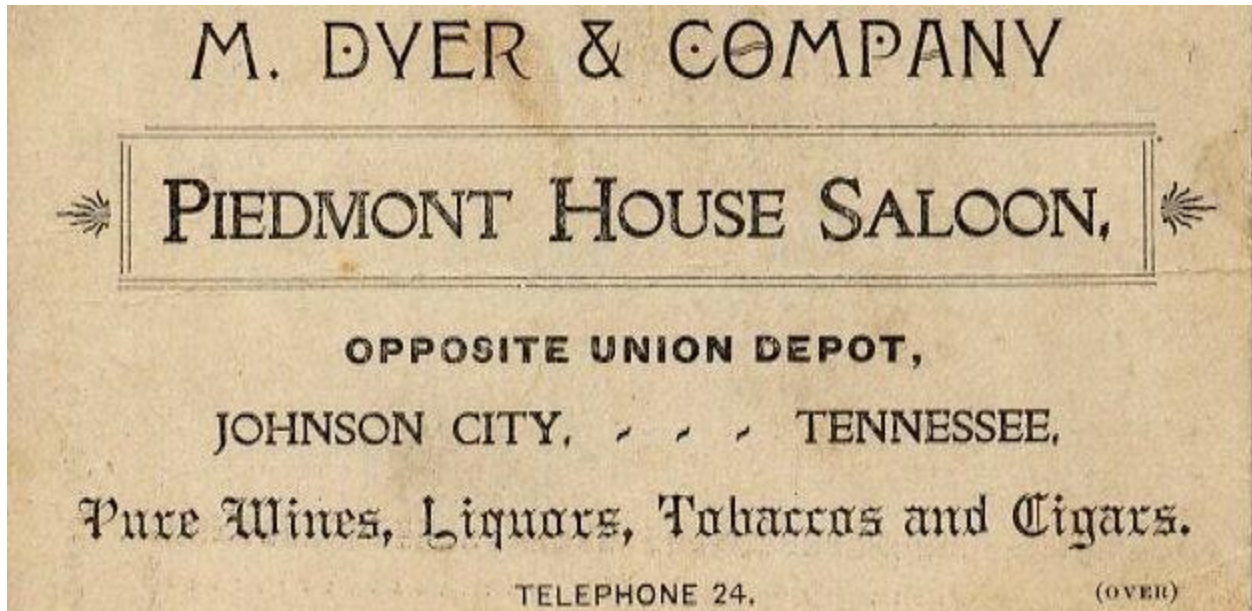 M. DYER & COMPANY
PIEDMONT HOUSE SALOON,
OPPOSITE UNION DEPOT,
JOHNSON CITY, - - - TENNESSEE,
Pure Wines, Liquors, Tobaccos and Cigars.
TELEPHONE 24. (OVER)